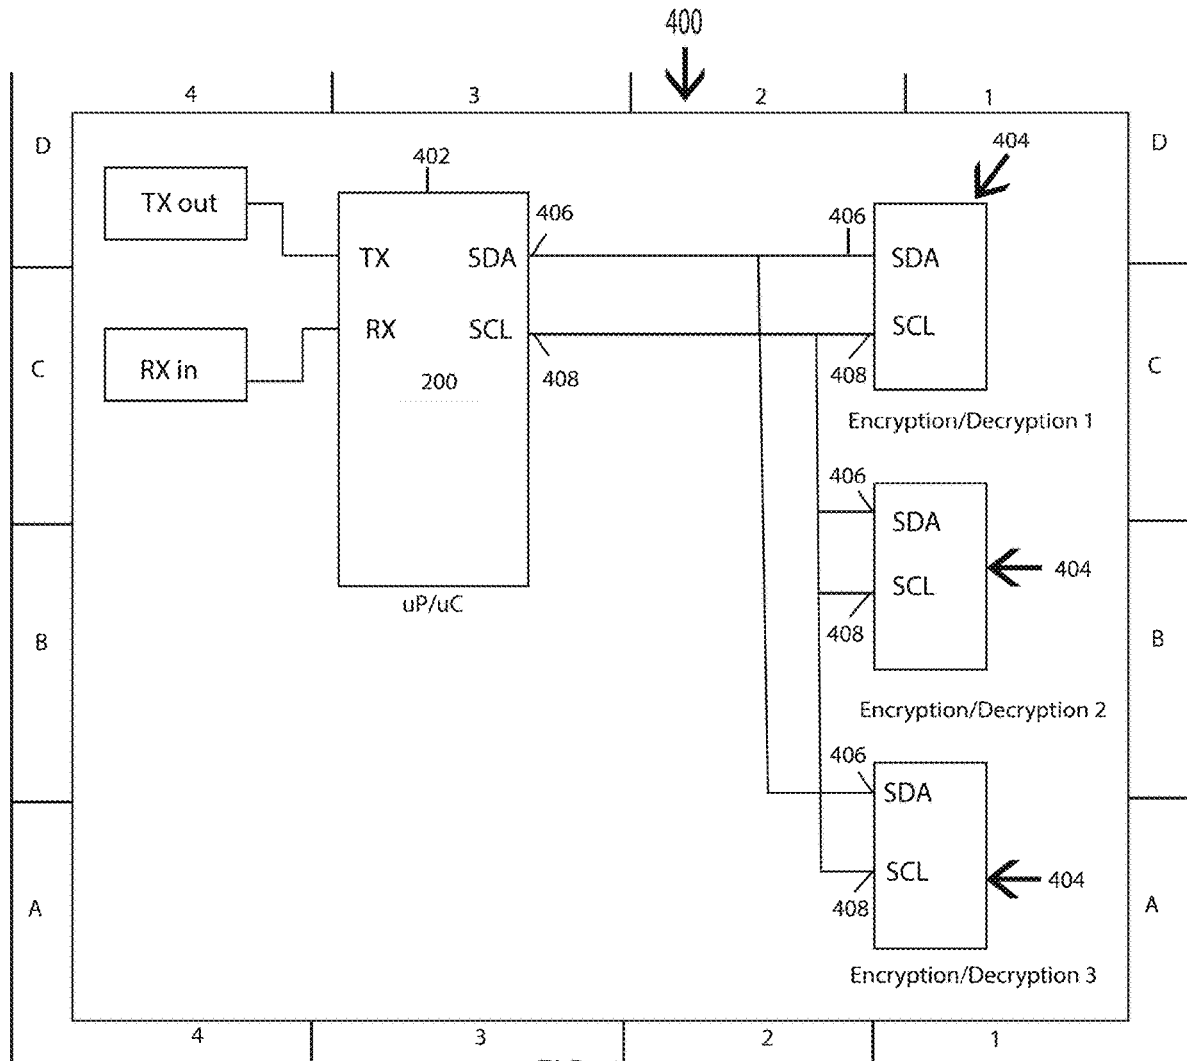 400
4 3 2 1
D D
404
402
TX out
406 406
TX SDA SDA
RX SCL SCL
C C
RX in
200 408 408
Encryption/Decryption 1
406
SDA
404
SCL
uP/uC
408
B B
Encryption/Decryption 2
406
SDA
SCL
404
408
A A
Encryption/Decryption 3
4 3 2 1